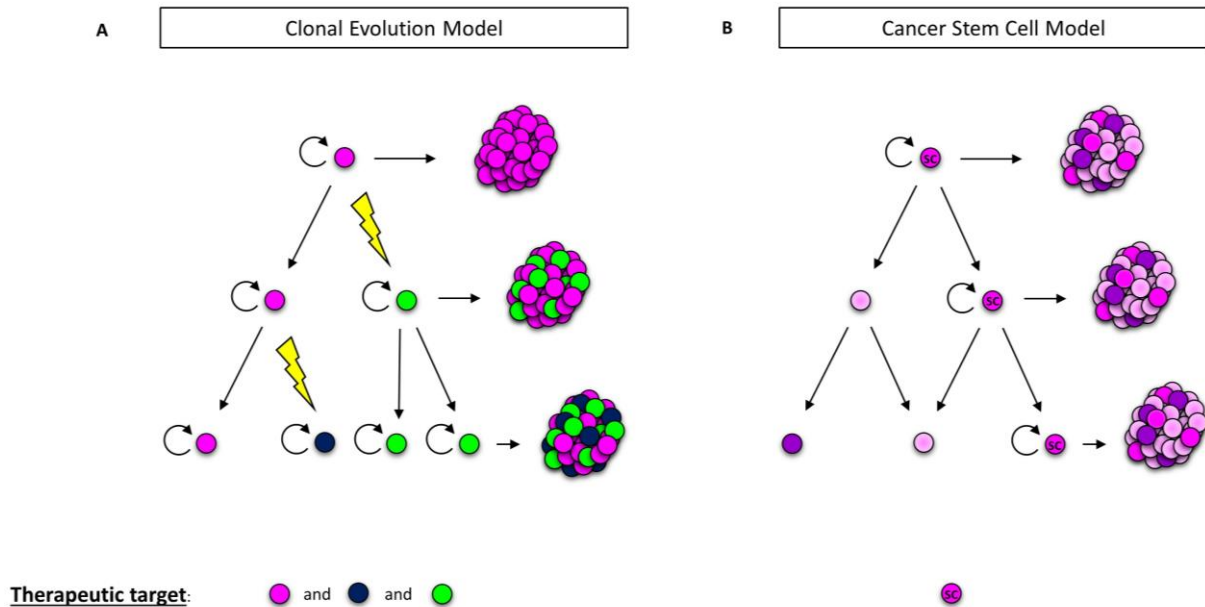 A Clonal Evolution Model
B Cancer Stem Cell Model
SC
SC
SC
Therapeutic target: and and SC